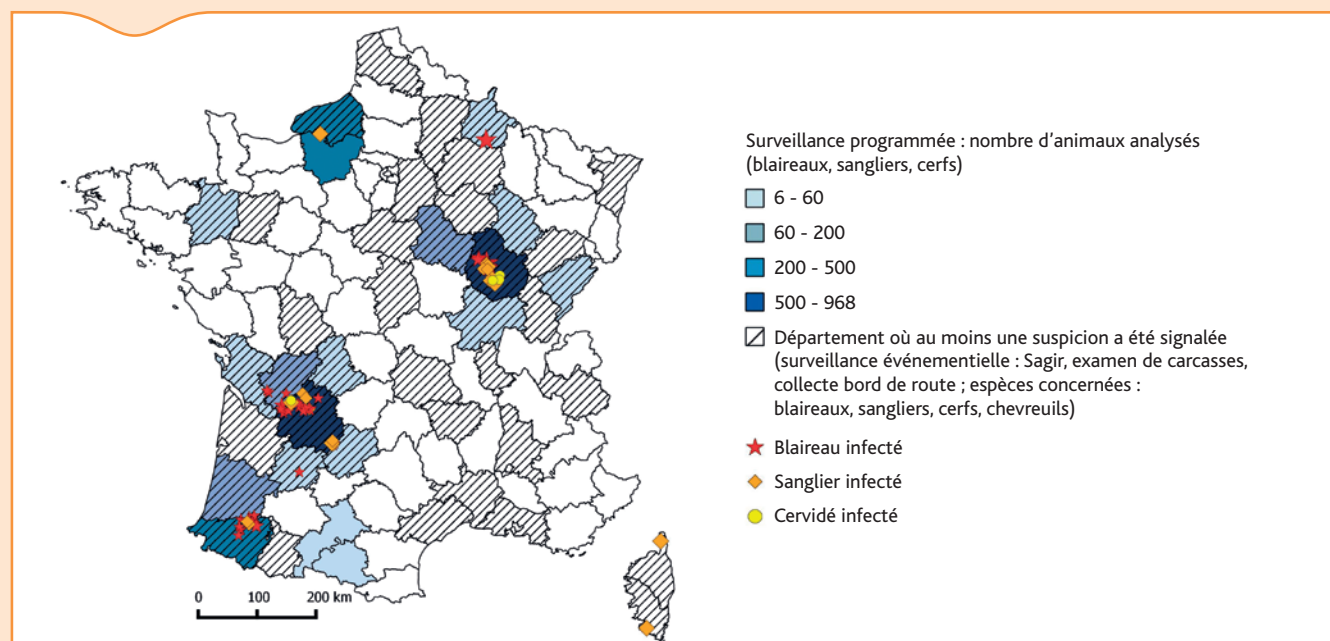 Surveillance programmée : nombre d'animaux analysés
(blaireaux, sangliers, cerfs)
6 - 60
60 - 200
200 - 500
500 - 968
Département où au moins une suspicion a été signalée
(surveillance événementielle : Sagir, examen de carcasses,
collecte bord de route ; espèces concernées :
blaireaux, sangliers, cerfs, chevreuils)
Blaireau infecté
Sanglier infecté
Cervidé infecté
0 100 200 km